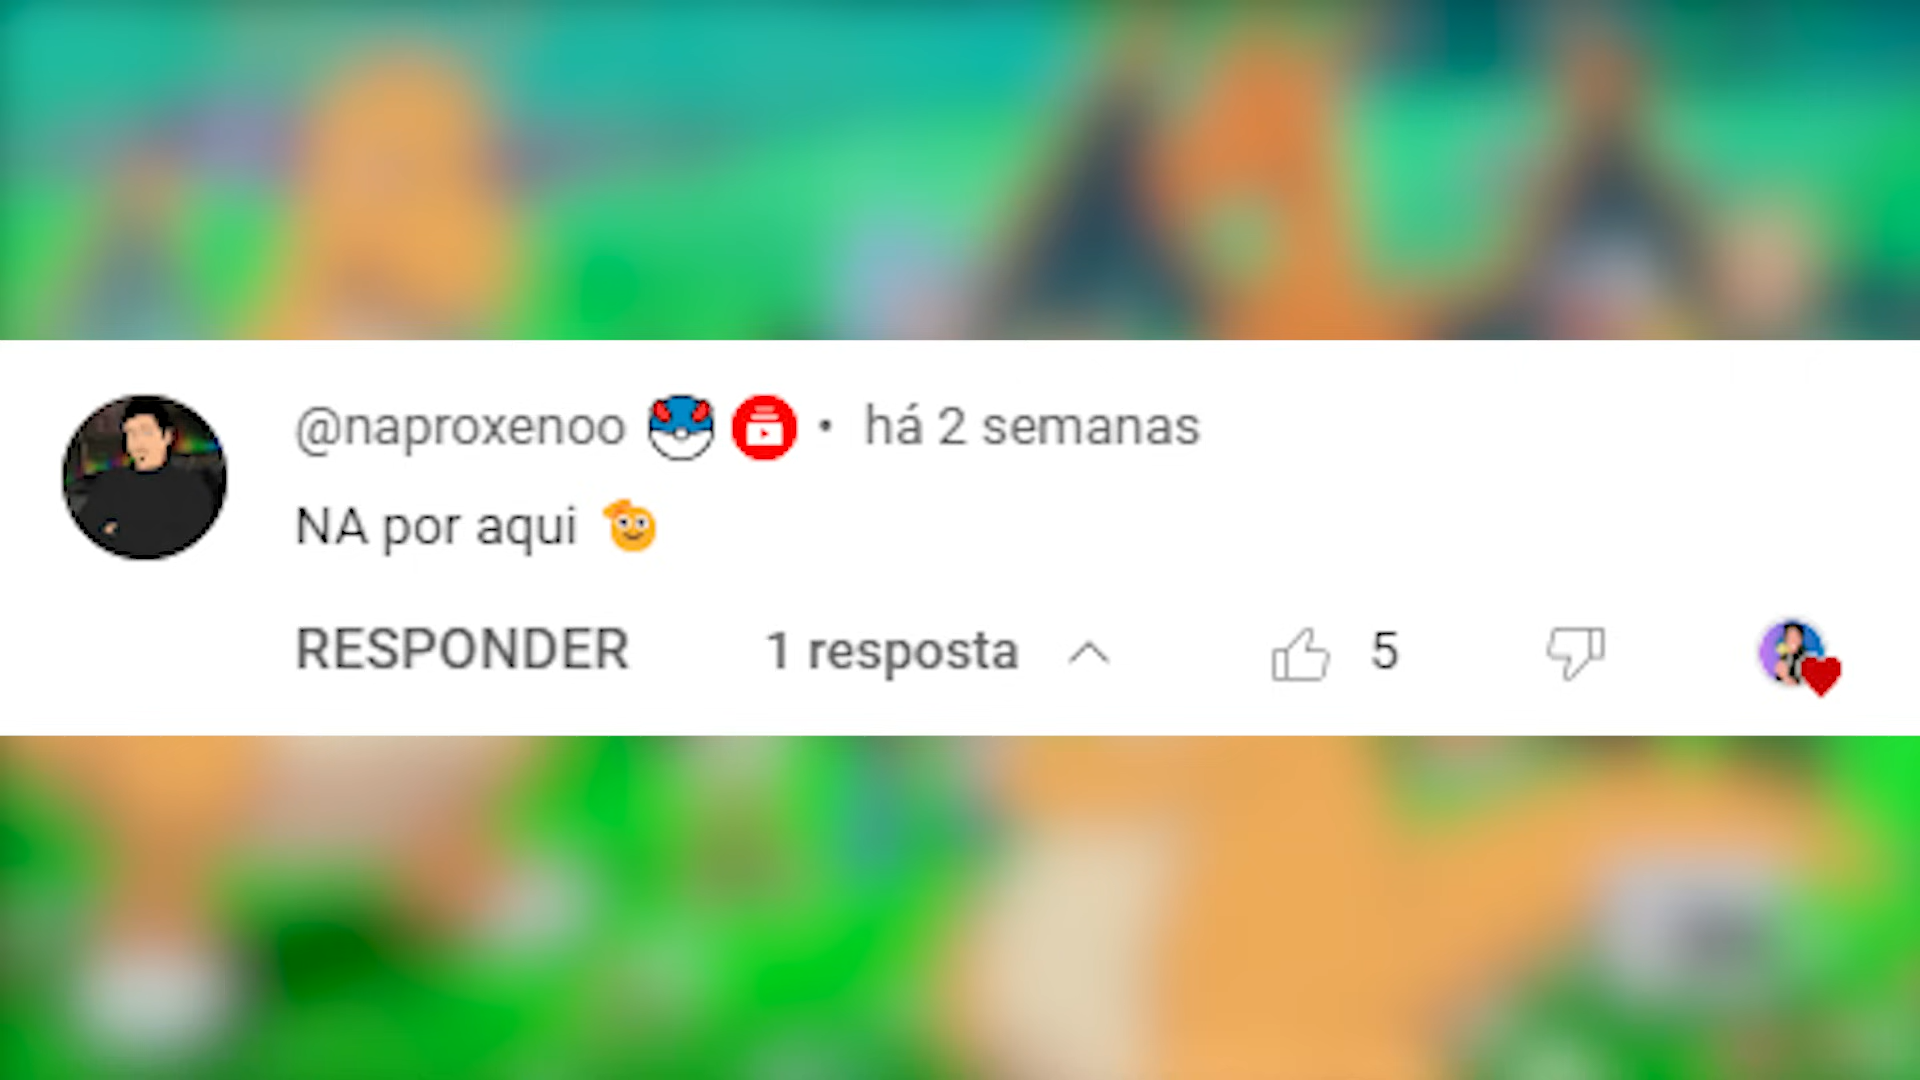 @naproxenoo • há 2 semanas
NA por aqui 🫡
RESPONDER 1 resposta 5